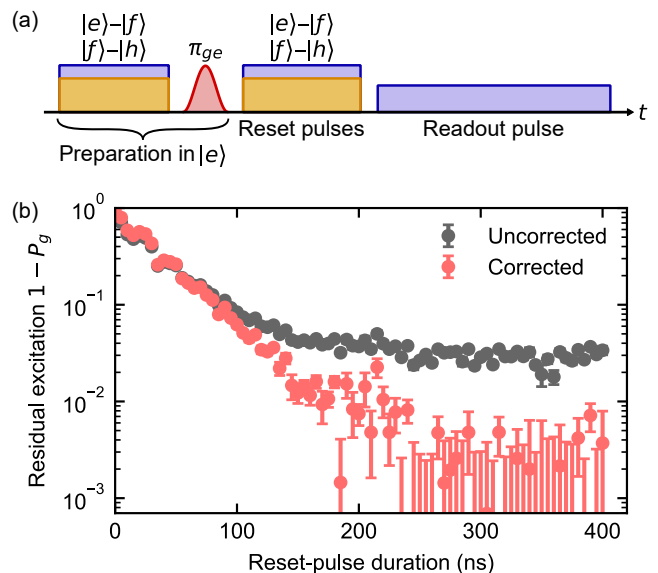 (a)
|e⟩–|f⟩
|f⟩–|h⟩
π_ge
|e⟩–|f⟩
|f⟩–|h⟩
t
Reset pulses
Readout pulse
Preparation in |e⟩
(b)
Residual excitation 1 − P_g
10^0
10^−1
10^−2
10^−3
Uncorrected
Corrected
0
100
200
300
400
Reset-pulse duration (ns)